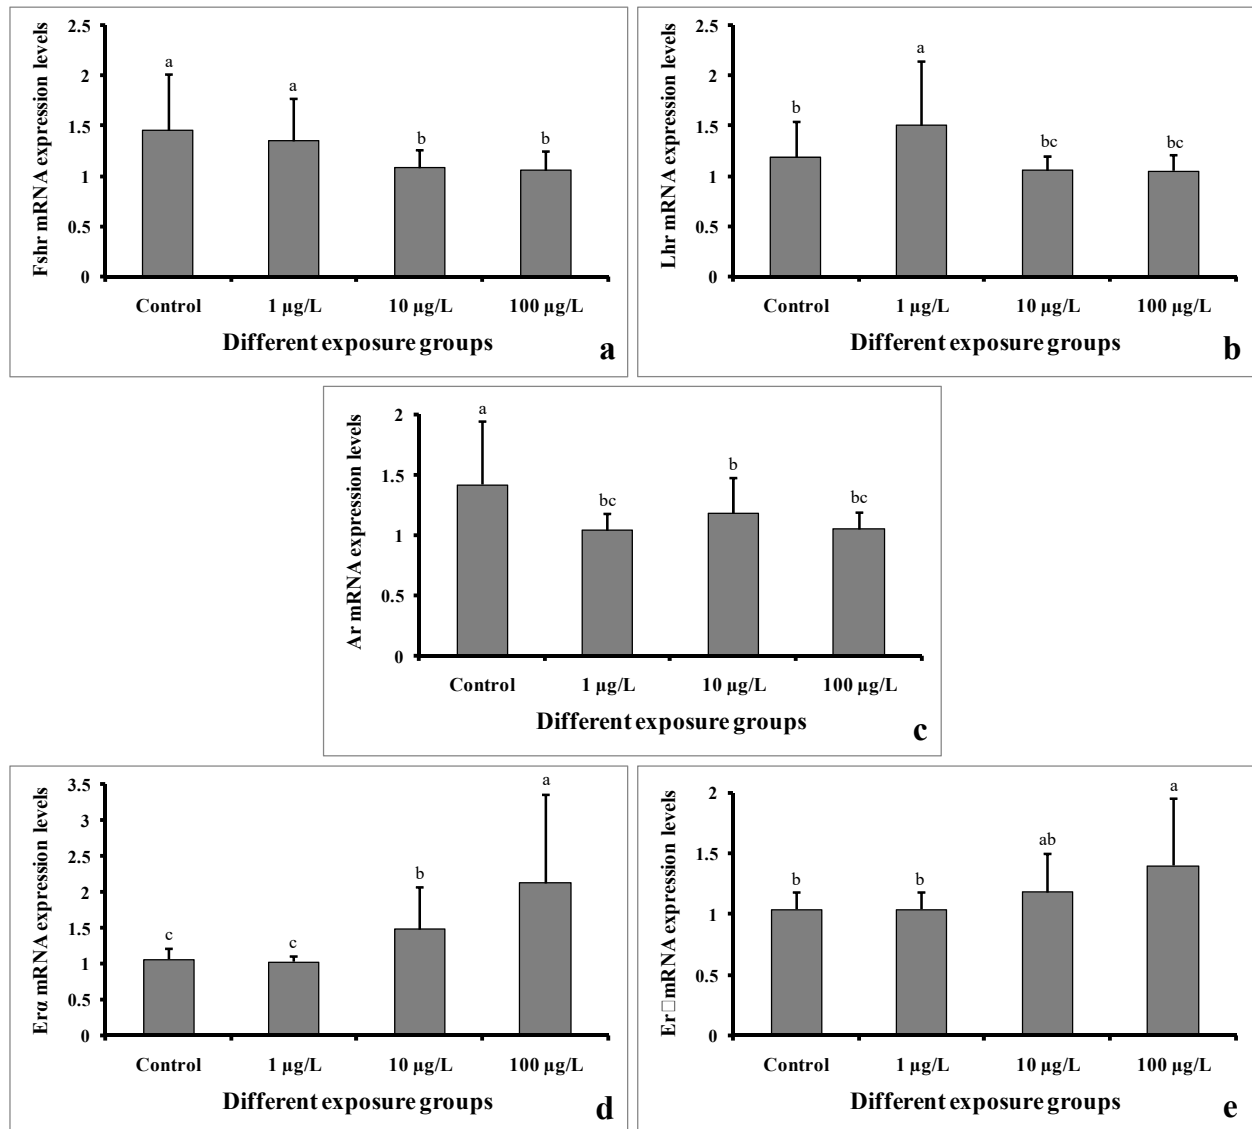 Fshr mRNA expression levels
2.5
2
1.5
1
0.5
0
a
a
b
b
Control
1 µg/L
10 µg/L
100 µg/L
Different exposure groups
a
Lhr mRNA expression levels
2.5
2
1.5
1
0.5
0
b
a
bc
bc
Control
1 µg/L
10 µg/L
100 µg/L
Different exposure groups
b
Ar mRNA expression levels
2
1.5
1
0.5
0
a
bc
b
bc
Control
1 µg/L
10 µg/L
100 µg/L
Different exposure groups
c
Erα mRNA expression levels
3.5
3
2.5
2
1.5
1
0.5
0
c
c
b
a
Control
1 µg/L
10 µg/L
100 µg/L
Different exposure groups
d
Er□mRNA expression levels
2
1.5
1
0.5
0
b
b
ab
a
Control
1 µg/L
10 µg/L
100 µg/L
Different exposure groups
e